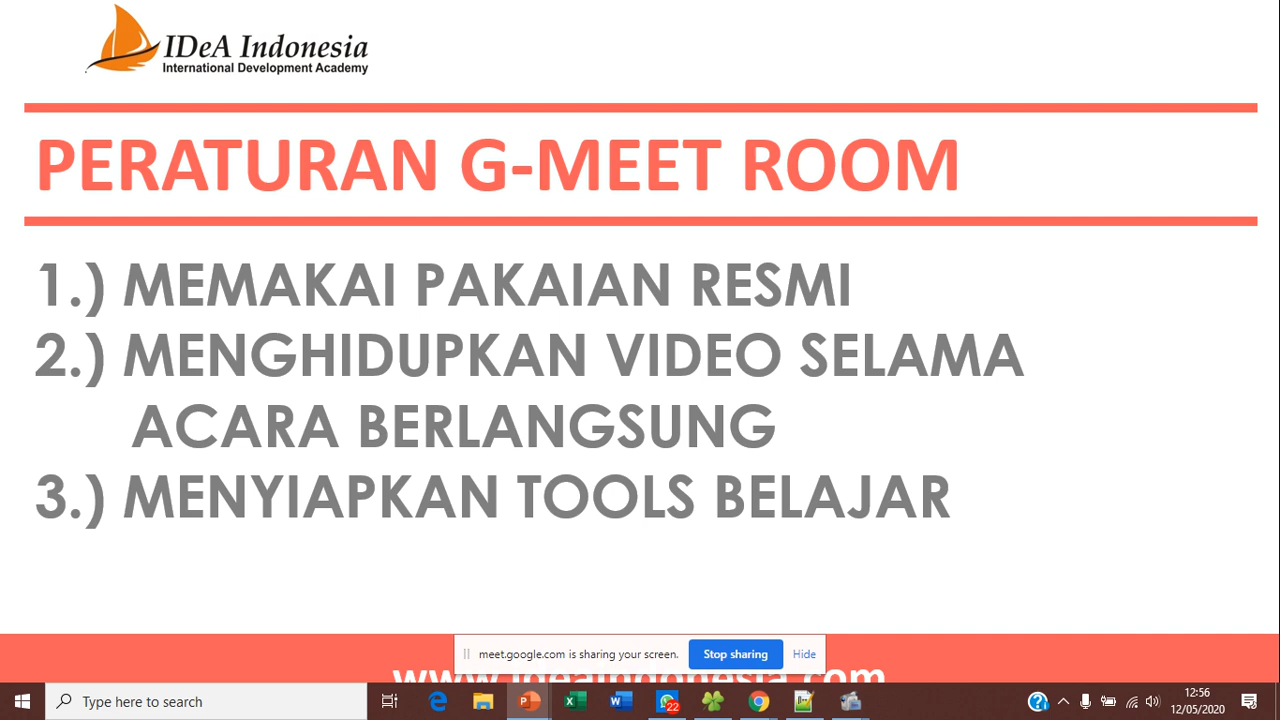 IDeA Indonesia
International Development Academy
PERATURAN G-MEET ROOM
1.) MEMAKAI PAKAIAN RESMI
2.) MENGHIDUPKAN VIDEO SELAMA
ACARA BERLANGSUNG
3.) MENYIAPKAN TOOLS BELAJAR
meet.google.com is sharing your screen.
Stop sharing
Hide
www.ideaindonesia.com
Type here to search
22
12:56
12/05/2020